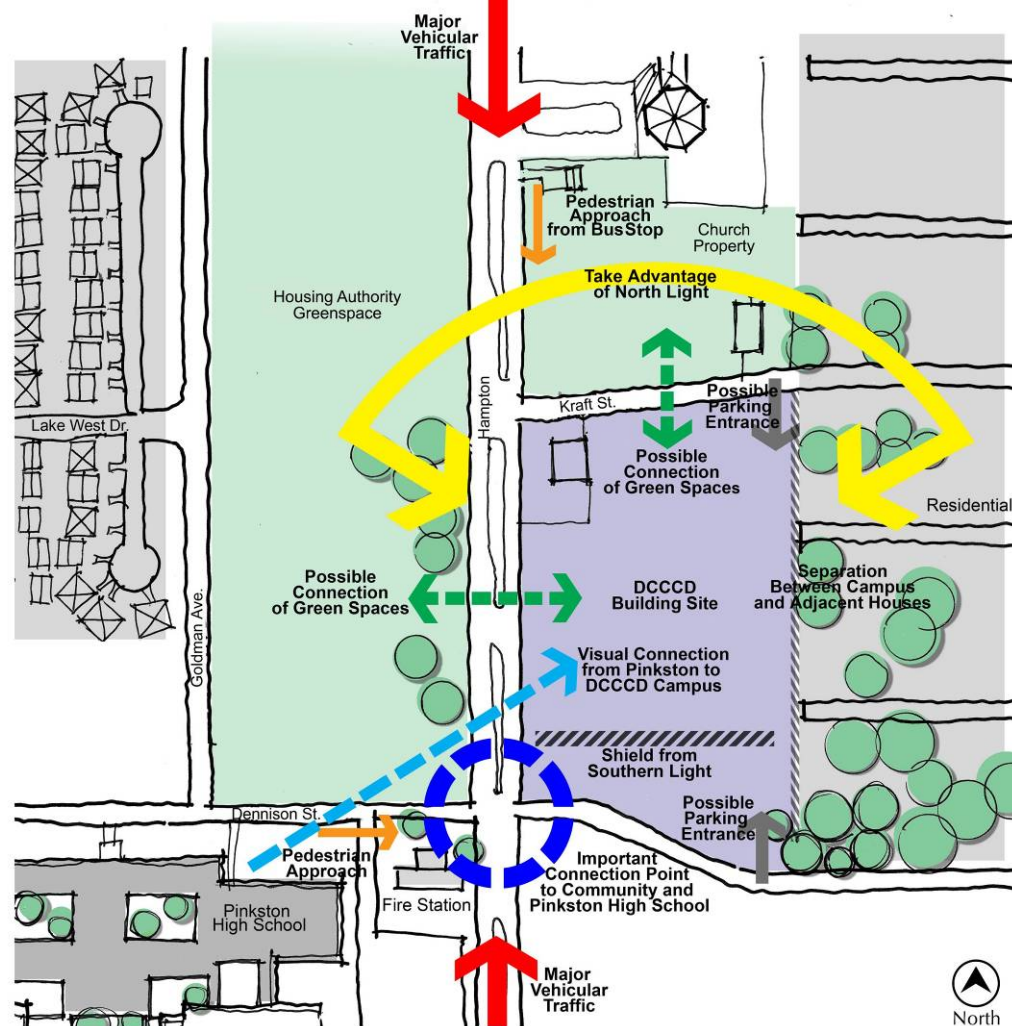 Major
Vehicular
Traffic
Pedestrian
Approach
from Bus Stop
Church
Property
Take Advantage
of North Light
Housing Authority
Greenspace
Hampton
Kraft St.
Possible
Parking
Entrance
Lake West Dr.
Possible
Connection
of Green Spaces
Residential
Possible
Connection
of Green Spaces
DCCCD
Building Site
Separation
Between Campus
and Adjacent Houses
Goldman Ave.
Visual Connection
from Pinkston to
DCCCD Campus
Shield from
Southern Light
Dennison St.
Possible
Parking
Entrance
Pedestrian
Approach
Important
Connection Point
to Community and
Pinkston High School
Pinkston
High School
Fire Station
Major
Vehicular
Traffic
North